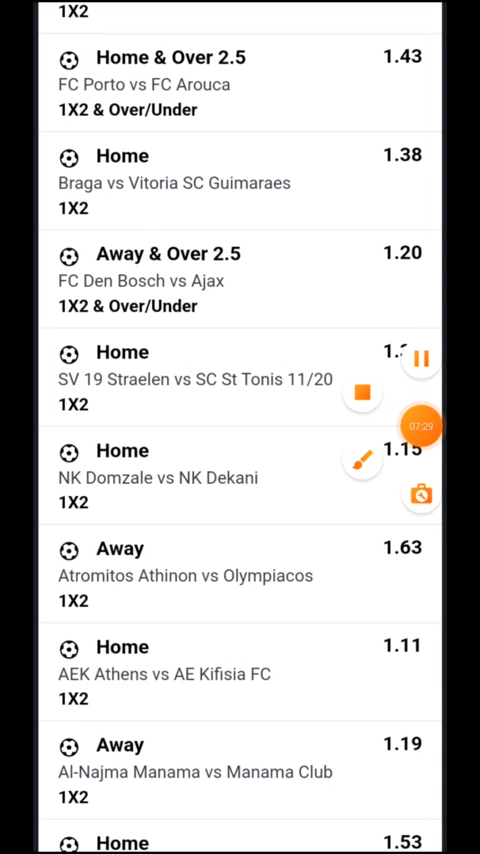 1X2
Home & Over 2.5
1.43
FC Porto vs FC Arouca
1X2 & Over/Under
Home
1.38
Braga vs Vitoria SC Guimaraes
1X2
Away & Over 2.5
1.20
FC Den Bosch vs Ajax
1X2 & Over/Under
Home
SV 19 Straelen vs SC St Tonis 11/20
1X2
07:29
Home
1.15
NK Domzale vs NK Dekani
1X2
Away
1.63
Atromitos Athinon vs Olympiacos
1X2
Home
1.11
AEK Athens vs AE Kifisia FC
1X2
Away
1.19
Al-Najma Manama vs Manama Club
1X2
Home
1.53